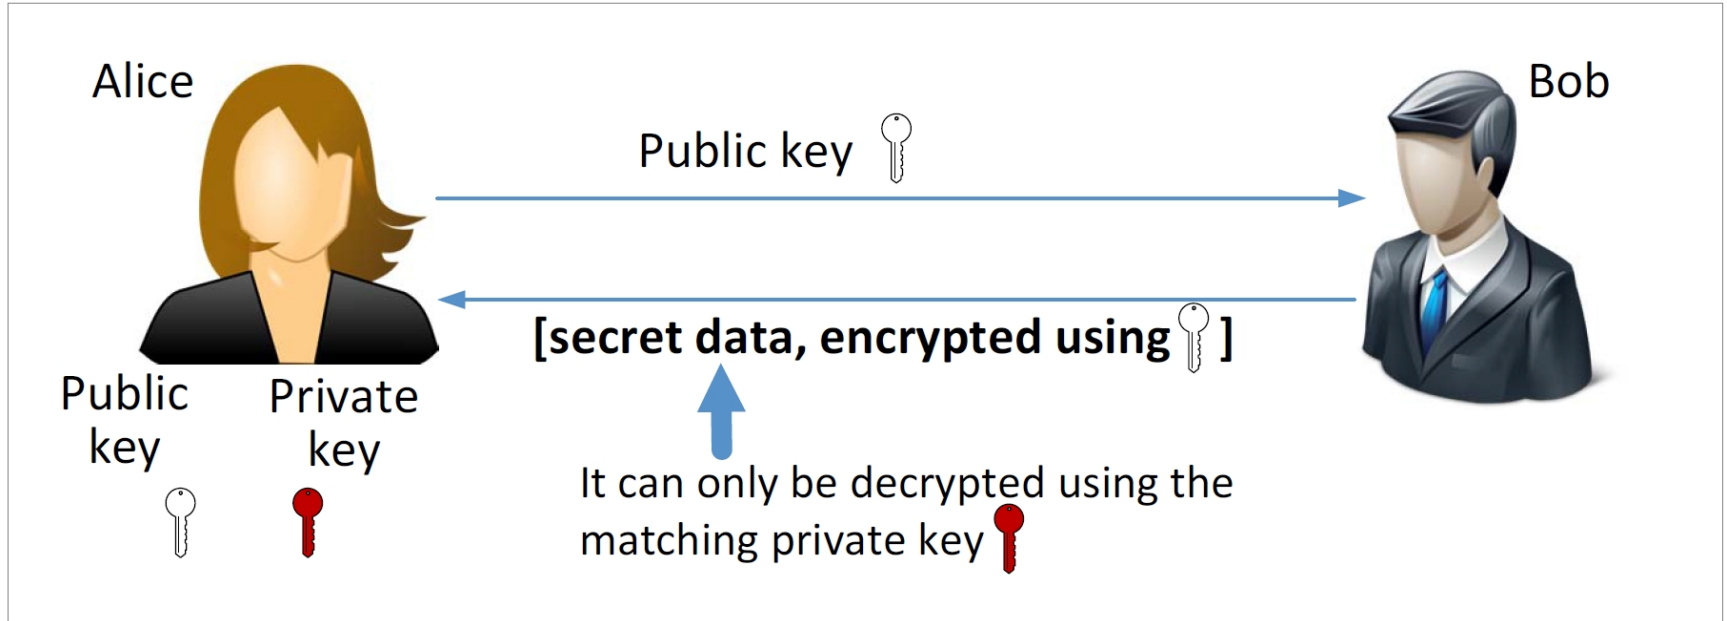 Alice
Bob
Public key
[secret data, encrypted using ]
Public
key
Private
key
It can only be decrypted using the
matching private key